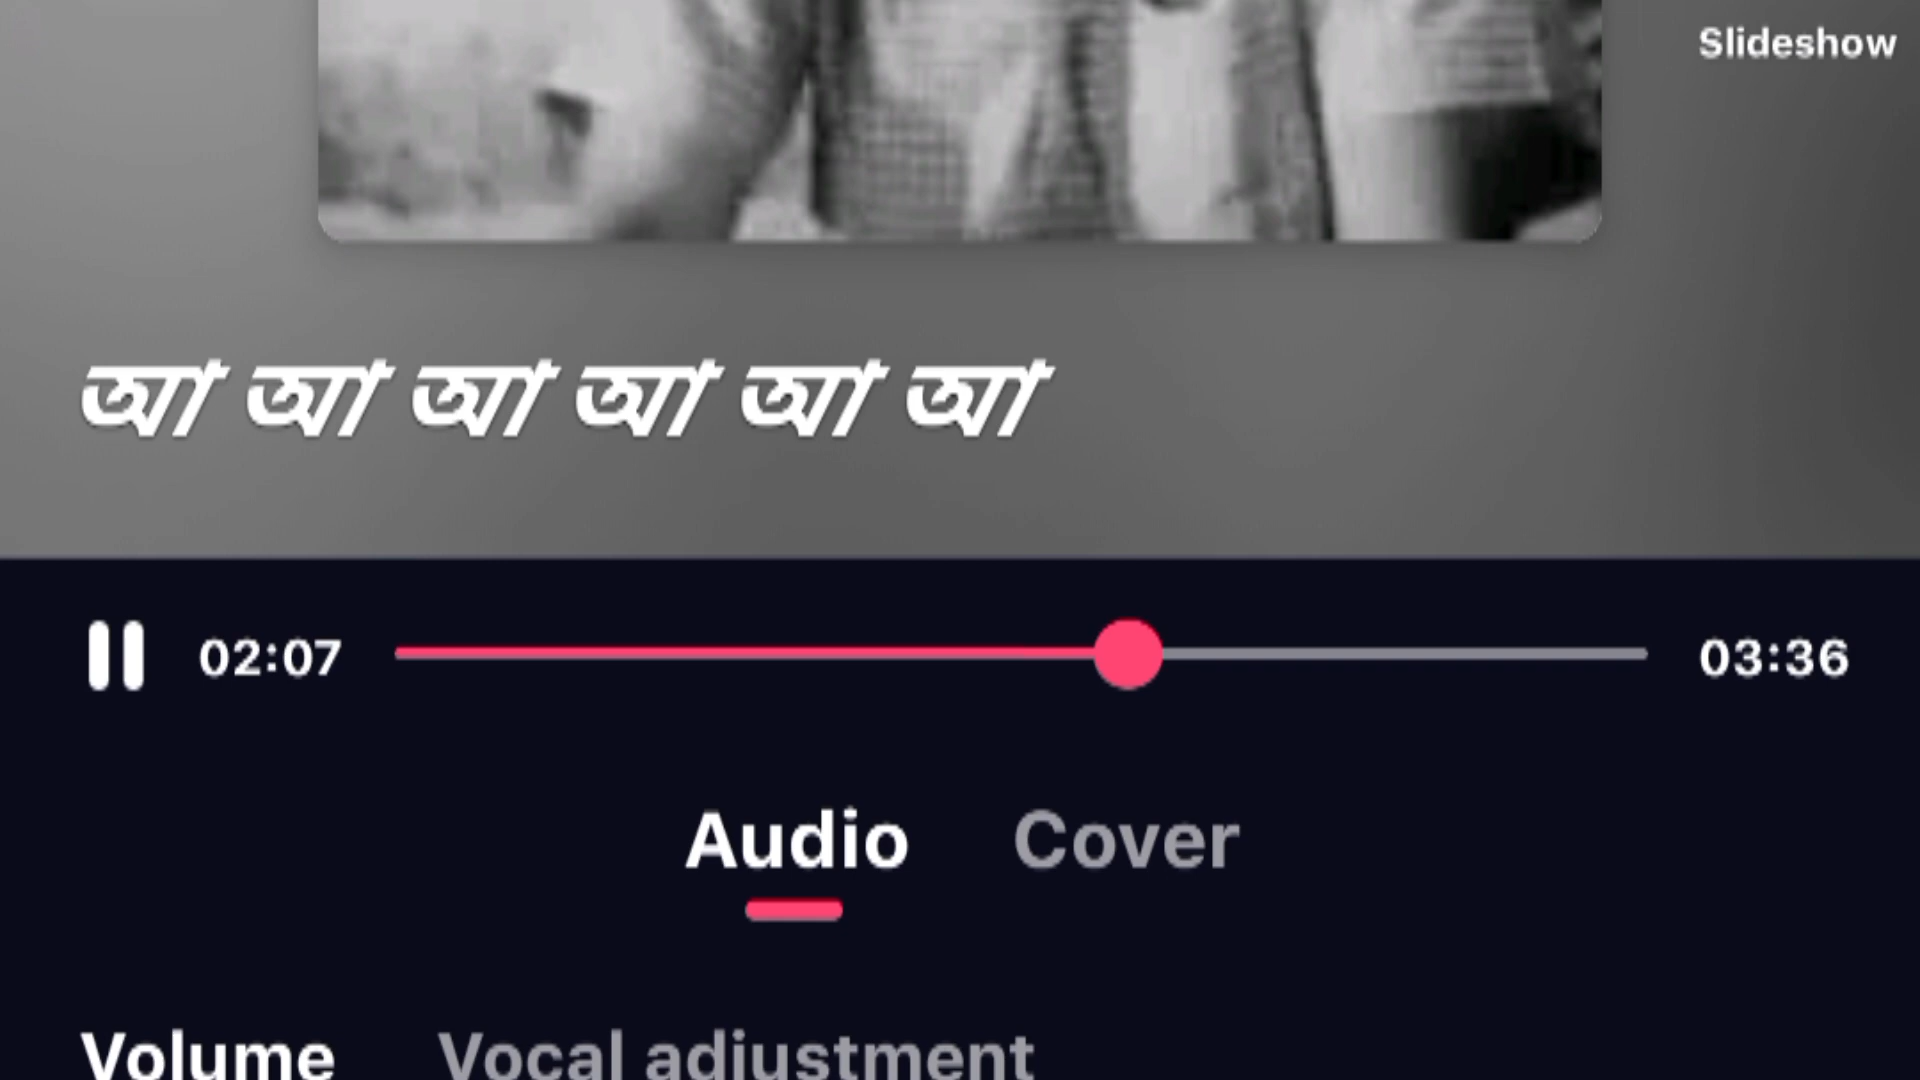 Slideshow
আ আ আ আ আ আ
02:07 03:36
Audio Cover
Volume Vocal adjustment